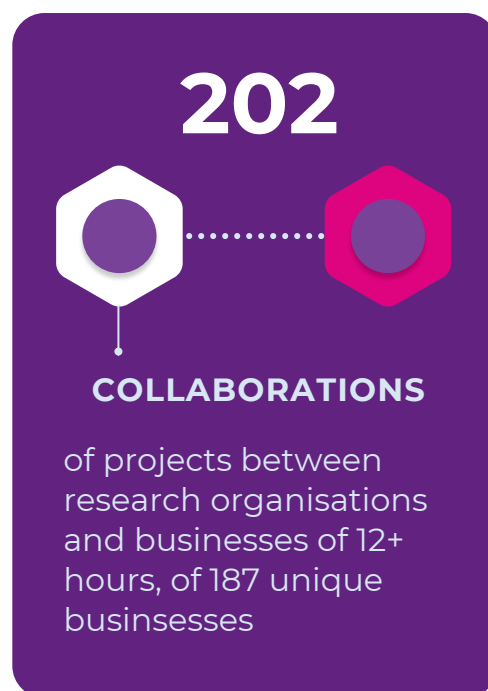 202
COLLABORATIONS
of projects between
research organisations
and businesses of 12+
hours, of 187 unique
businsesses